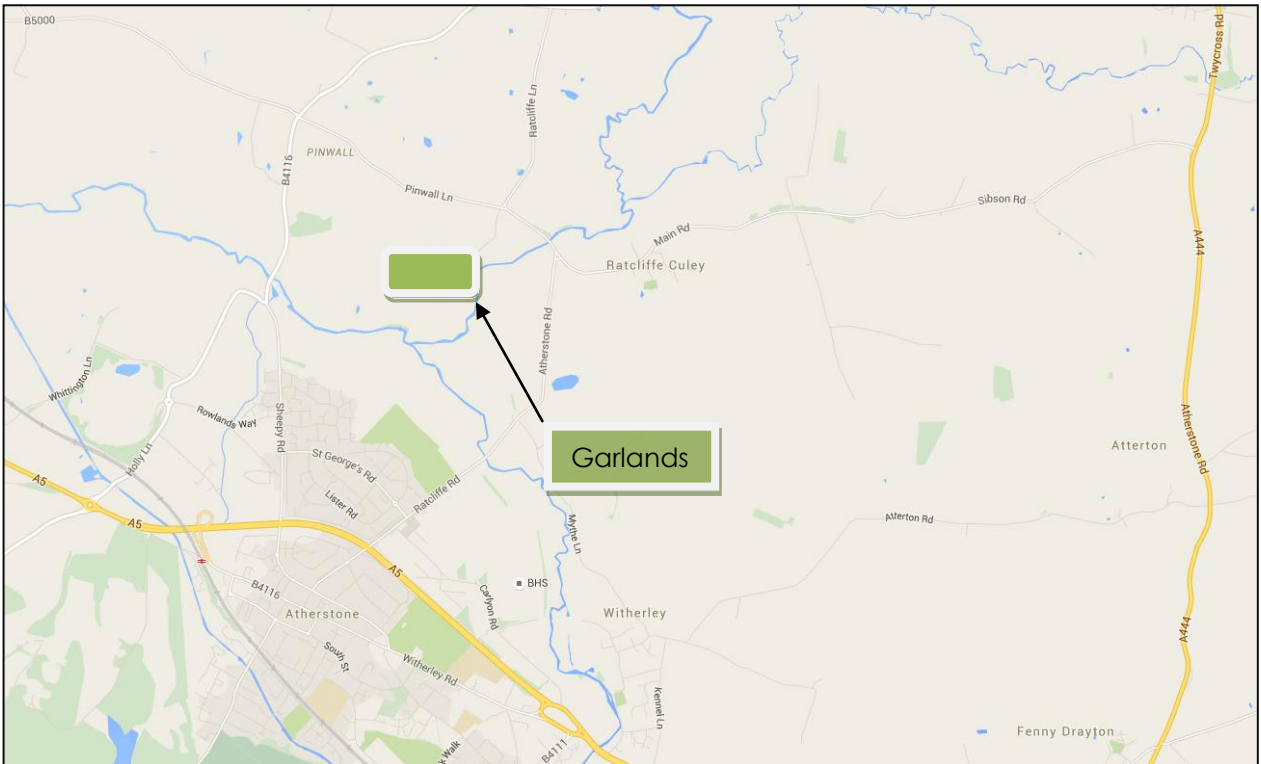 B5000
Twycross Rd
Ratcliffe Ln
PINWALL
B4116
Pinwall Ln
Sibson Rd
Main Rd
A444
Ratcliffe Culey
Atherstone Rd
Whittington Ln
Rowlands Way
Sheepy Rd
Holly Ln
St George's Rd
Lister Rd
Ratcliffe Rd
Garlands
Atterton
Atherstone Rd
A5
A5
Atterton Rd
Mythe Ln
A5
BHS
B4116
Carlyon Rd
Atherstone
Witherley
South St
Witherley Rd
A444
Kennel Ln
Fenny Drayton
Walk
B4111